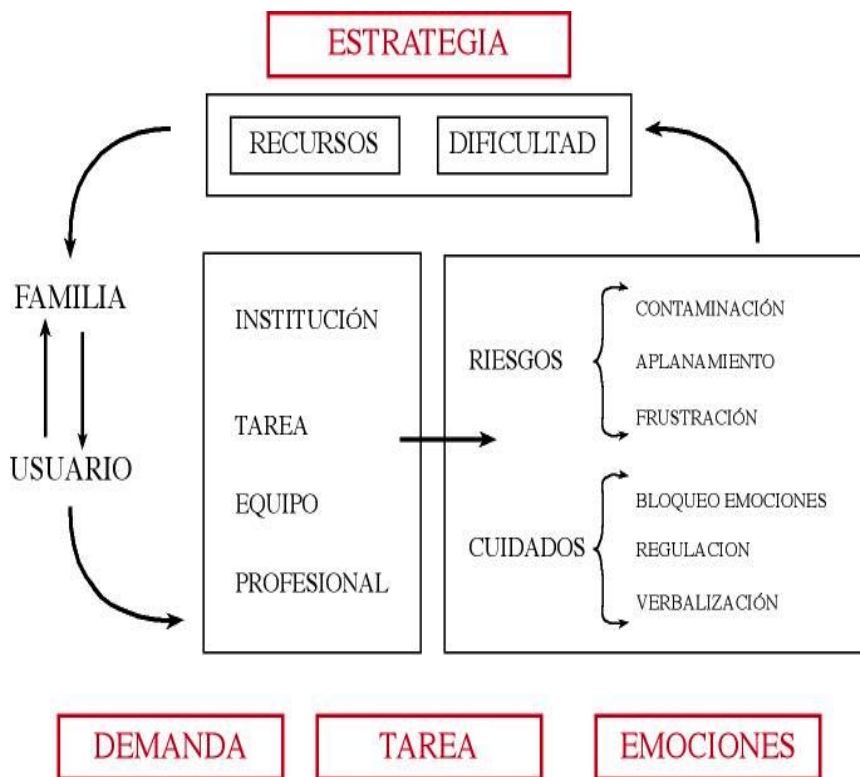 ESTRATEGIA
RECURSOS
DIFICULTAD
FAMILIA
USUARIO
INSTITUCIÓN
TAREA
EQUIPO
PROFESIONAL
RIESGOS
CONTAMINACIÓN
APLANAMIENTO
FRUSTRACIÓN
CUIDADOS
BLOQUEO EMOCIONES
REGULACION
VERBALIZACIÓN
DEMANDA
TAREA
EMOCIONES